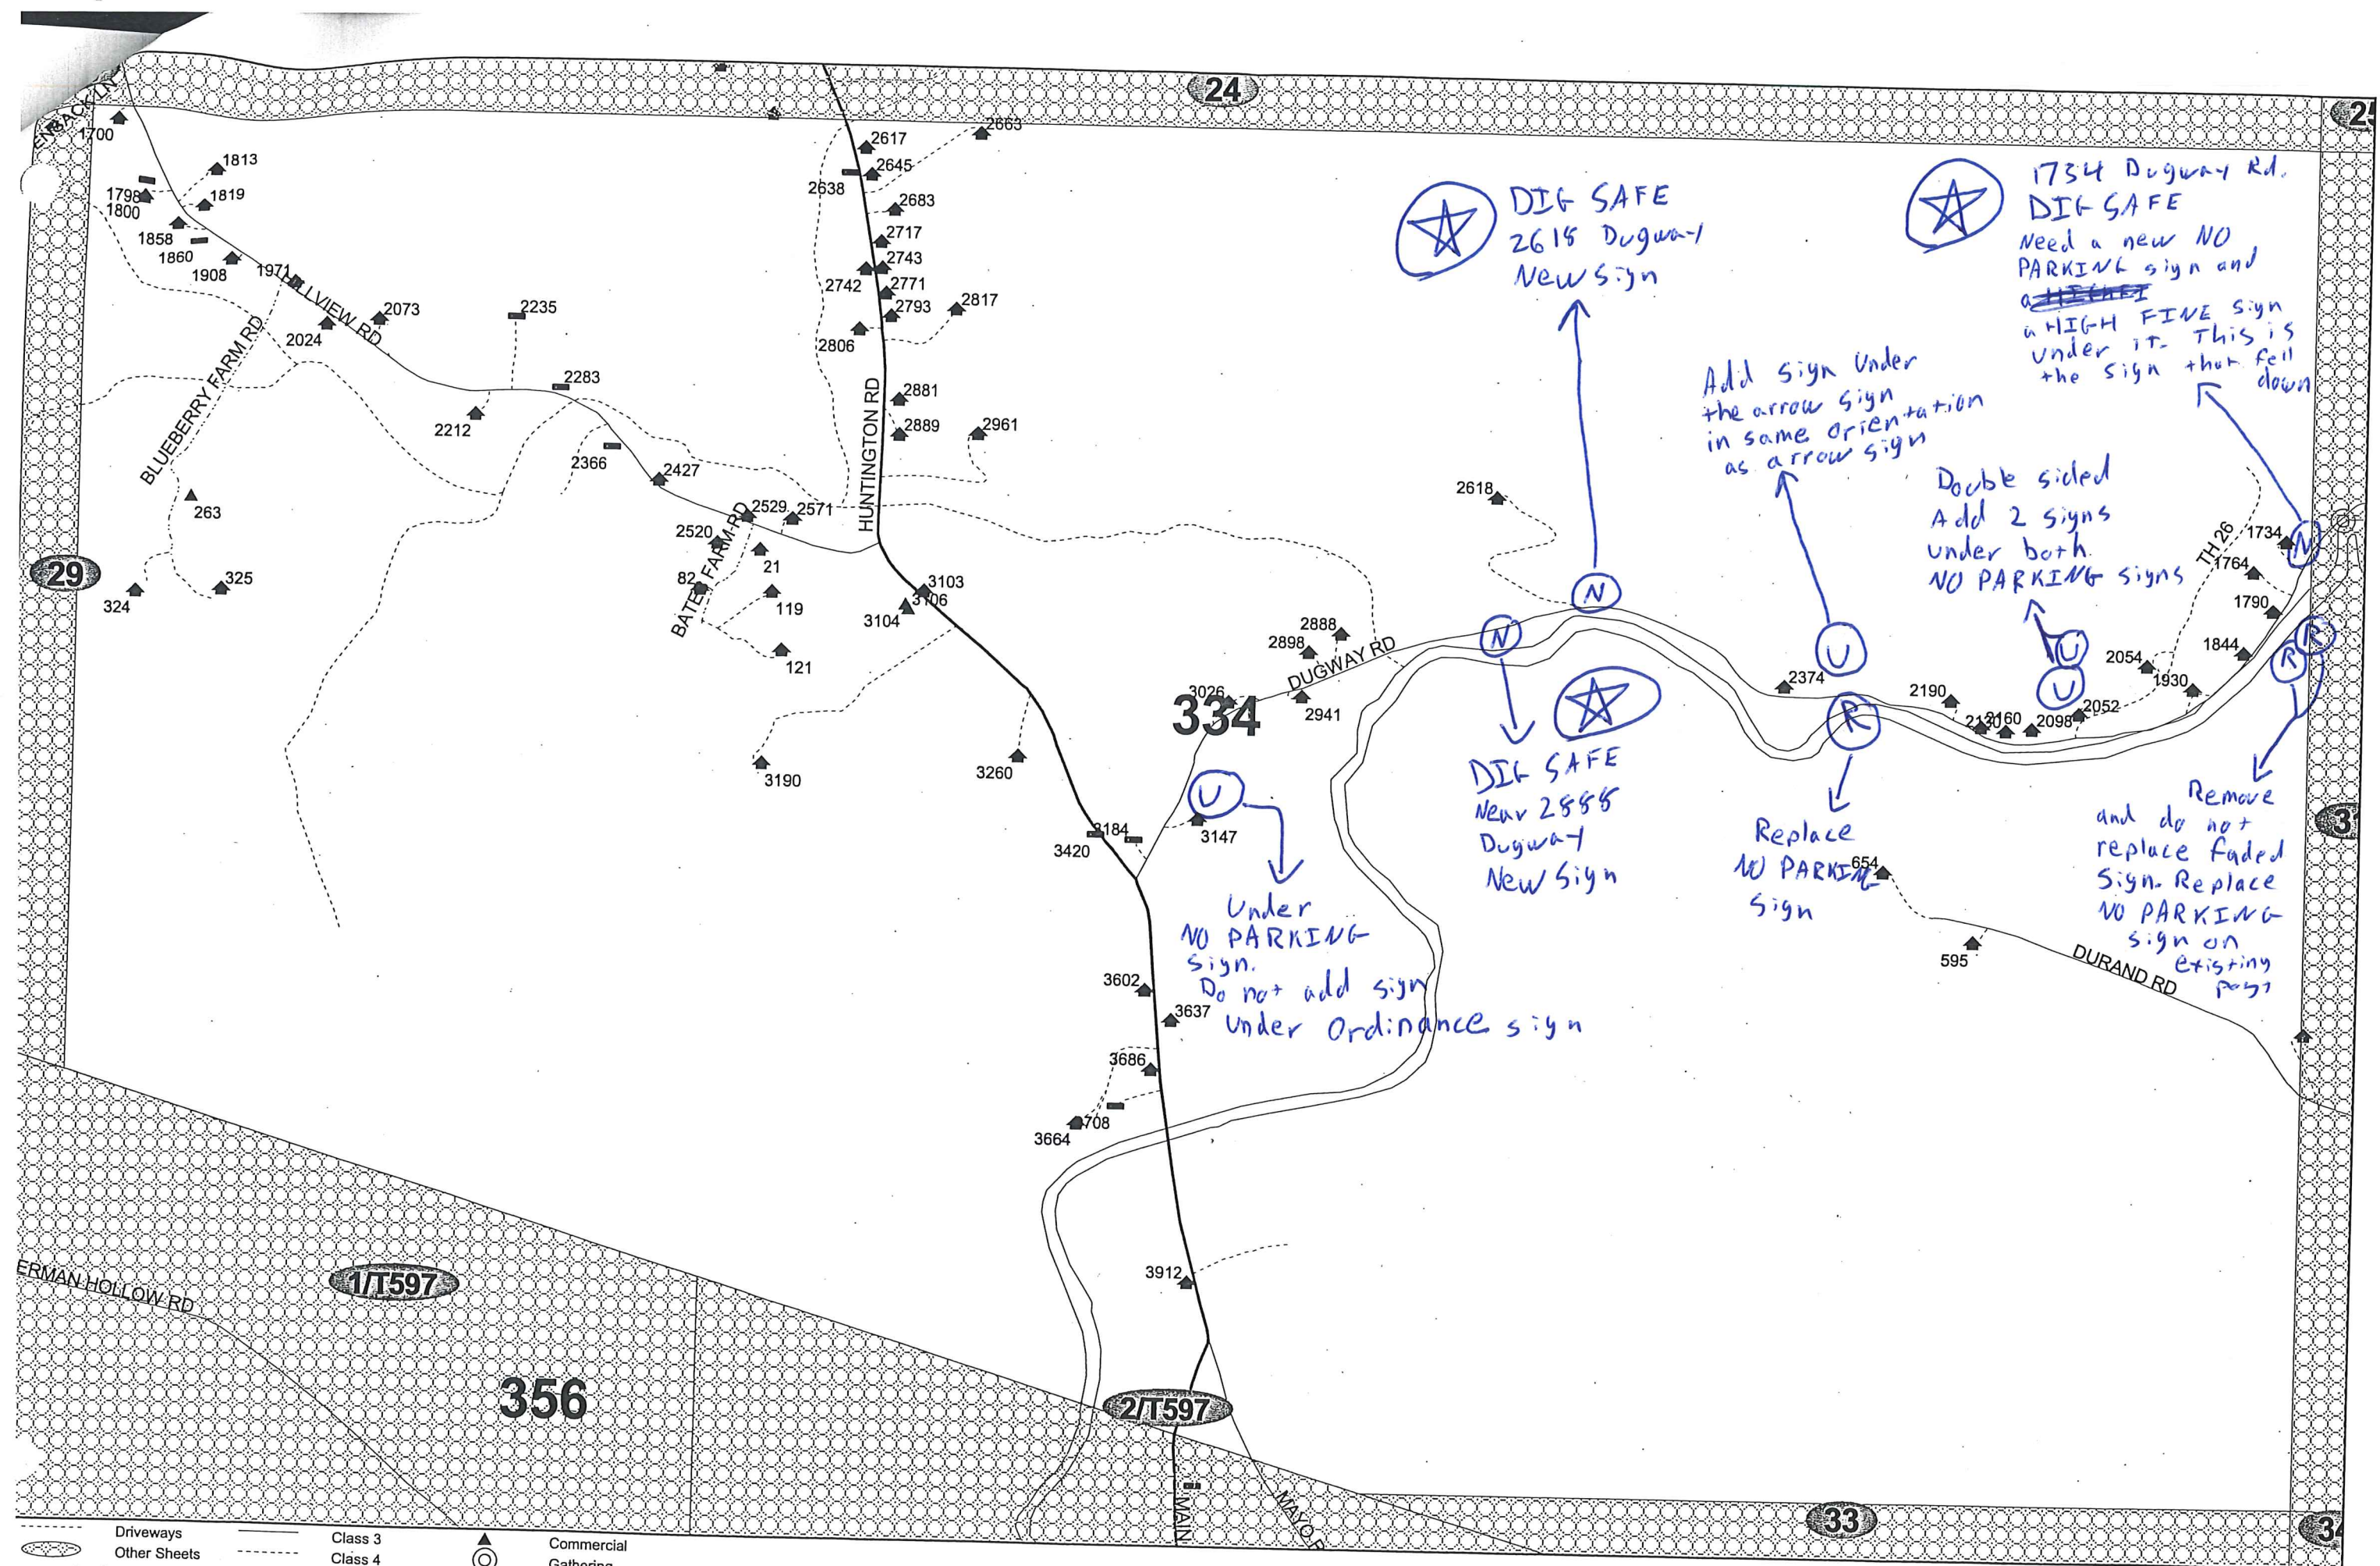 24
25
1700
1813
1798
1800
1819
1858
1860
1908
1971
HILLVIEW RD
2024
2073
2235
2283
2212
2366
2427
BLUEBERRY FARM RD
263
324
325
29
2617
2663
2638
2645
2683
2717
2743
2742
2771
2793
2817
2806
HUNTINGTON RD
2881
2889
2961
2529
2571
2520
BATES FARM RD
21
82
119
121
3103
3106
3104
3190
3260
DIG SAFE
2618 Dugway
New Sign
1734 Dugway Rd.
DIG SAFE
Need a new NO
PARKING sign and
a
a HIGH FINE sign
under it. This is
the sign that fell
down
Add sign Under
the arrow sign
in same orientation
as arrow sign
Double sided
Add 2 signs
under both
NO PARKING signs
2618
N
N
U
U
U
N
R
R
R
TH 26
1734
1764
1790
1844
1930
2054
2052
2098
2160
2130
2190
2374
2888
2898
DUGWAY RD
2941
3026
334
U
3147
3184
3420
DIG SAFE
Near 2888
Dugway
New Sign
Replace
NO PARKING
Sign
Remove
and do not
replace faded
Sign. Replace
NO PARKING
sign on
existing
post
Under
NO PARKING
Sign.
Do not add sign
Under Ordinance sign
654
595
DURAND RD
31
3602
3637
3686
3708
3664
3912
ERMAN HOLLOW RD
1/T597
356
2/T597
MAIN
MAYO R
33
34
Driveways
Class 3
Commercial
Other Sheets
Class 4
Gathering